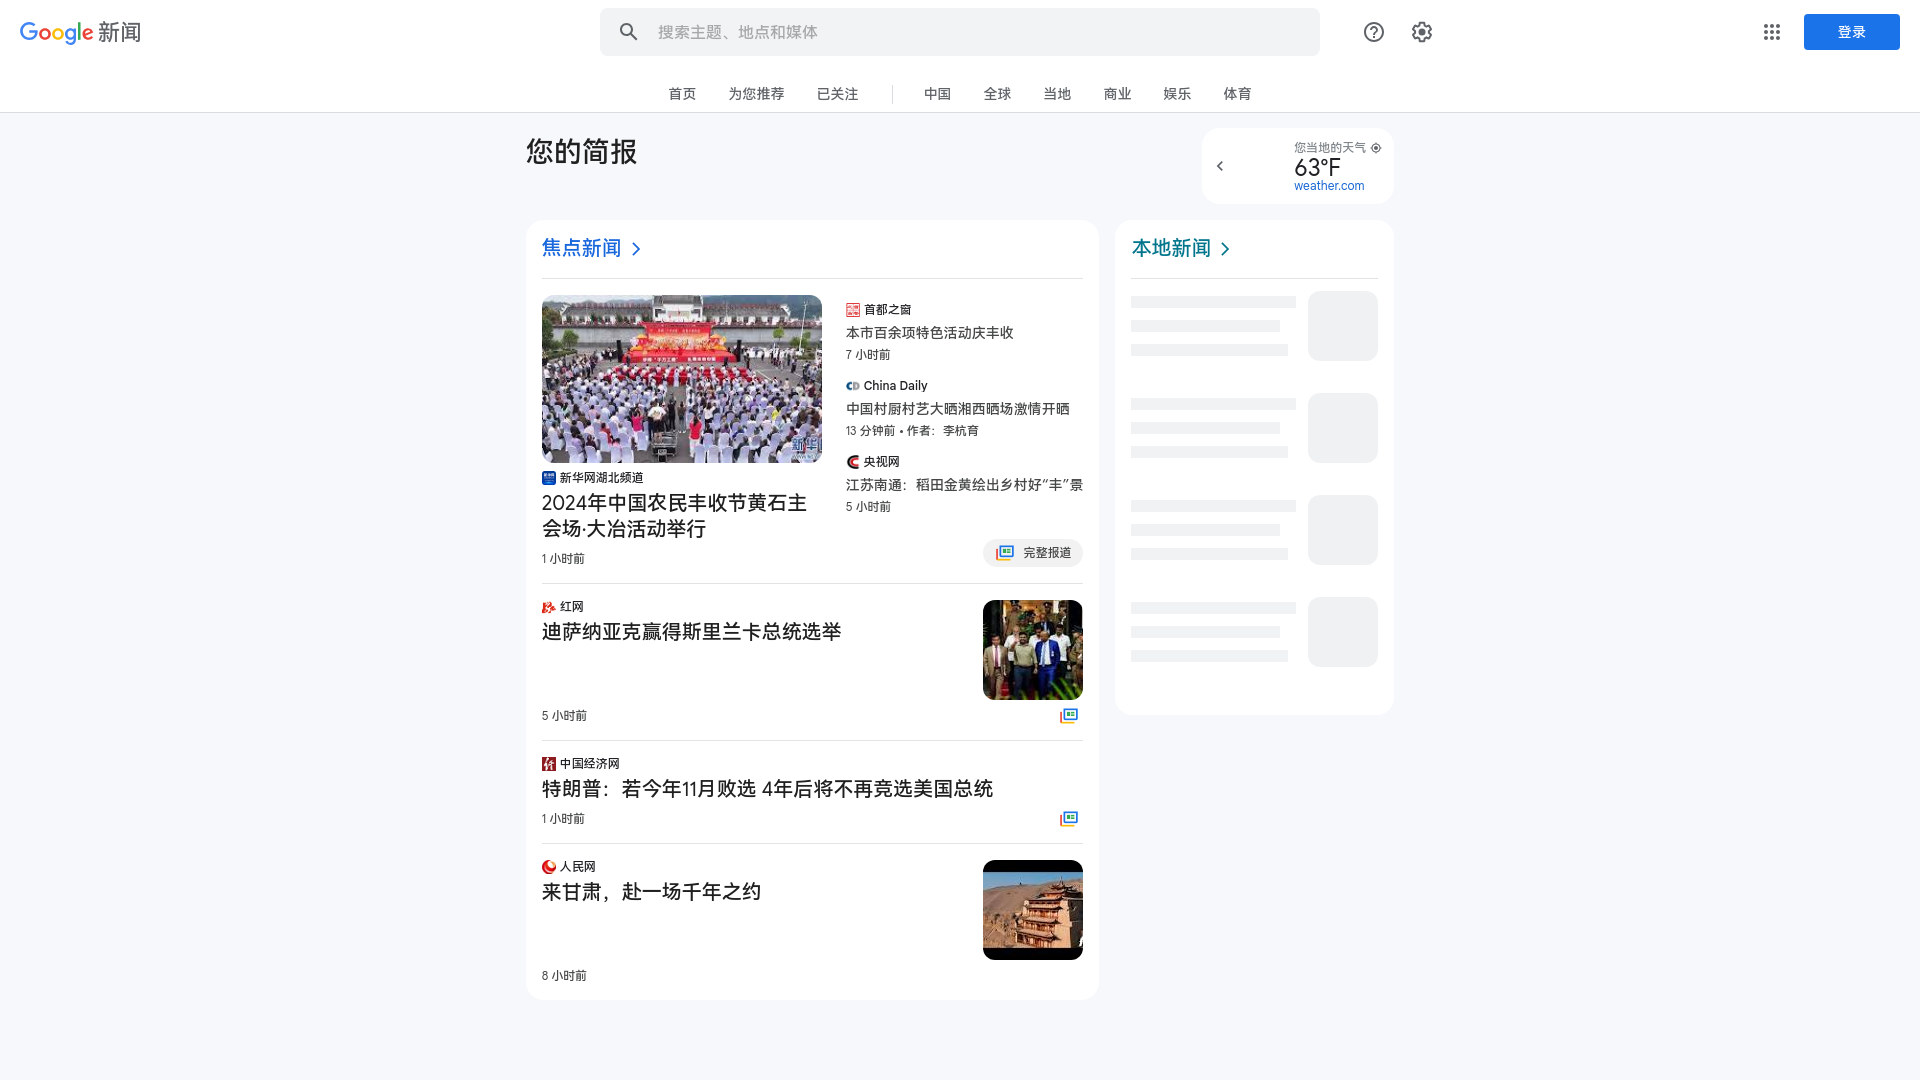 Google 新闻
搜索主题、地点和媒体
登录
首页
为您推荐
已关注
中国
全球
当地
商业
娱乐
体育
您的简报
您当地的天气
63°F
weather.com
焦点新闻
新华网湖北频道
2024年中国农民丰收节黄石主
会场·大冶活动举行
1 小时前
首都之窗
本市百余项特色活动庆丰收
7 小时前
China Daily
中国村厨村艺大晒湘西晒场激情开晒
13 分钟前 • 作者：李杭育
央视网
江苏南通：稻田金黄绘出乡村好“丰”景
5 小时前
完整报道
红网
迪萨纳亚克赢得斯里兰卡总统选举
5 小时前
中国经济网
特朗普：若今年11月败选 4年后将不再竞选美国总统
1 小时前
人民网
来甘肃，赴一场千年之约
8 小时前
本地新闻